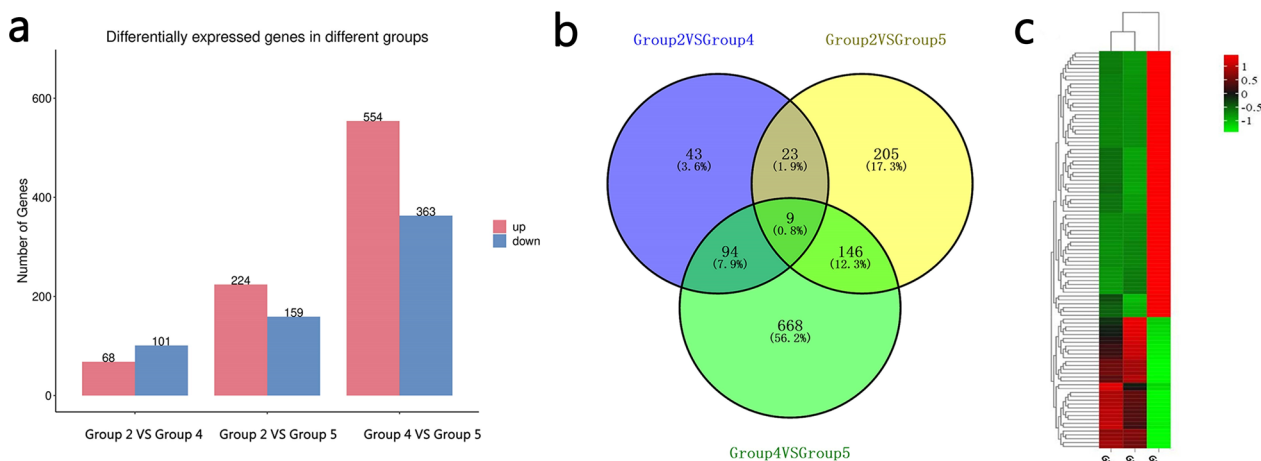 a
Differentially expressed genes in different groups
Number of Genes
600
400
200
0
68
101
224
159
554
363
Group 2 VS Group 4
Group 2 VS Group 5
Group 4 VS Group 5
up
down
b
Group2VSGroup4
Group2VSGroup5
43
(3.6%)
23
(1.9%)
205
(17.3%)
9
(0.8%)
94
(7.9%)
146
(12.3%)
668
(56.2%)
Group4VSGroup5
c
1
0.5
0
-0.5
-1